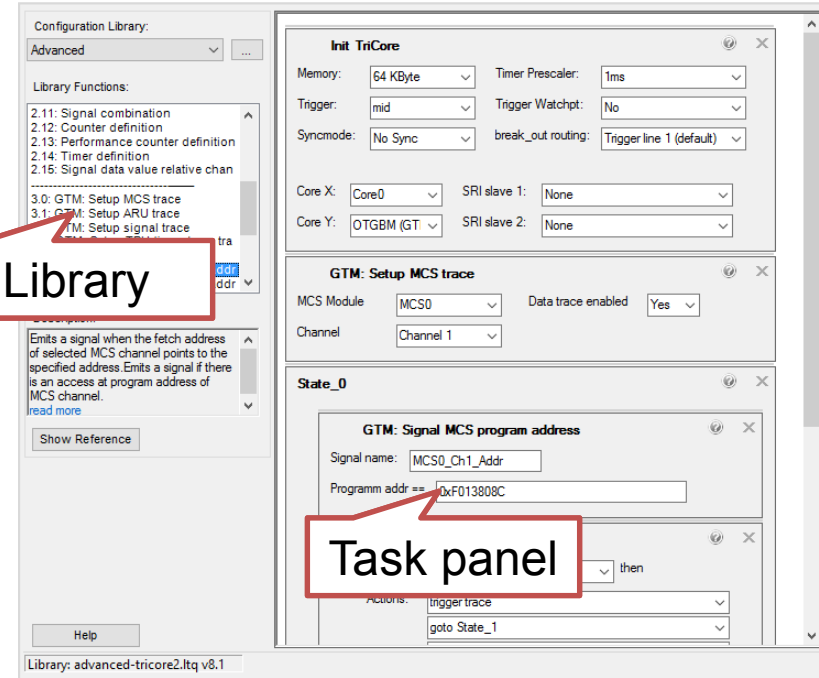 Configuration Library:
Advanced
...
Library Functions:
2.11: Signal combination
2.12: Counter definition
2.13: Performance counter definition
2.14: Timer definition
2.15: Signal data value relative chan
3.0: GTM: Setup MCS trace
3.1: GTM: Setup ARU trace
GTM: Setup signal trace
tra
addr
addr
Library
Emits a signal when the fetch address
of selected MCS channel points to the
specified address.Emits a signal if there
is an access at program address of
MCS channel.
read more
Show Reference
Help
Library: advanced-tricore2.ltq v8.1
Init TriCore
Memory: 64 KByte Timer Prescaler: 1ms
Trigger: mid Trigger Watchpt: No
Syncmode: No Sync break_out routing: Trigger line 1 (default)
Core X: Core0 SRI slave 1: None
Core Y: OTGBM (GT SRI slave 2: None
GTM: Setup MCS trace
MCS Module MCS0 Data trace enabled Yes
Channel Channel 1
State_0
GTM: Signal MCS program address
Signal name: MCS0_Ch1_Addr
Programm addr == 0xF013808C
Task panel
then
Actions: trigger trace
goto State_1